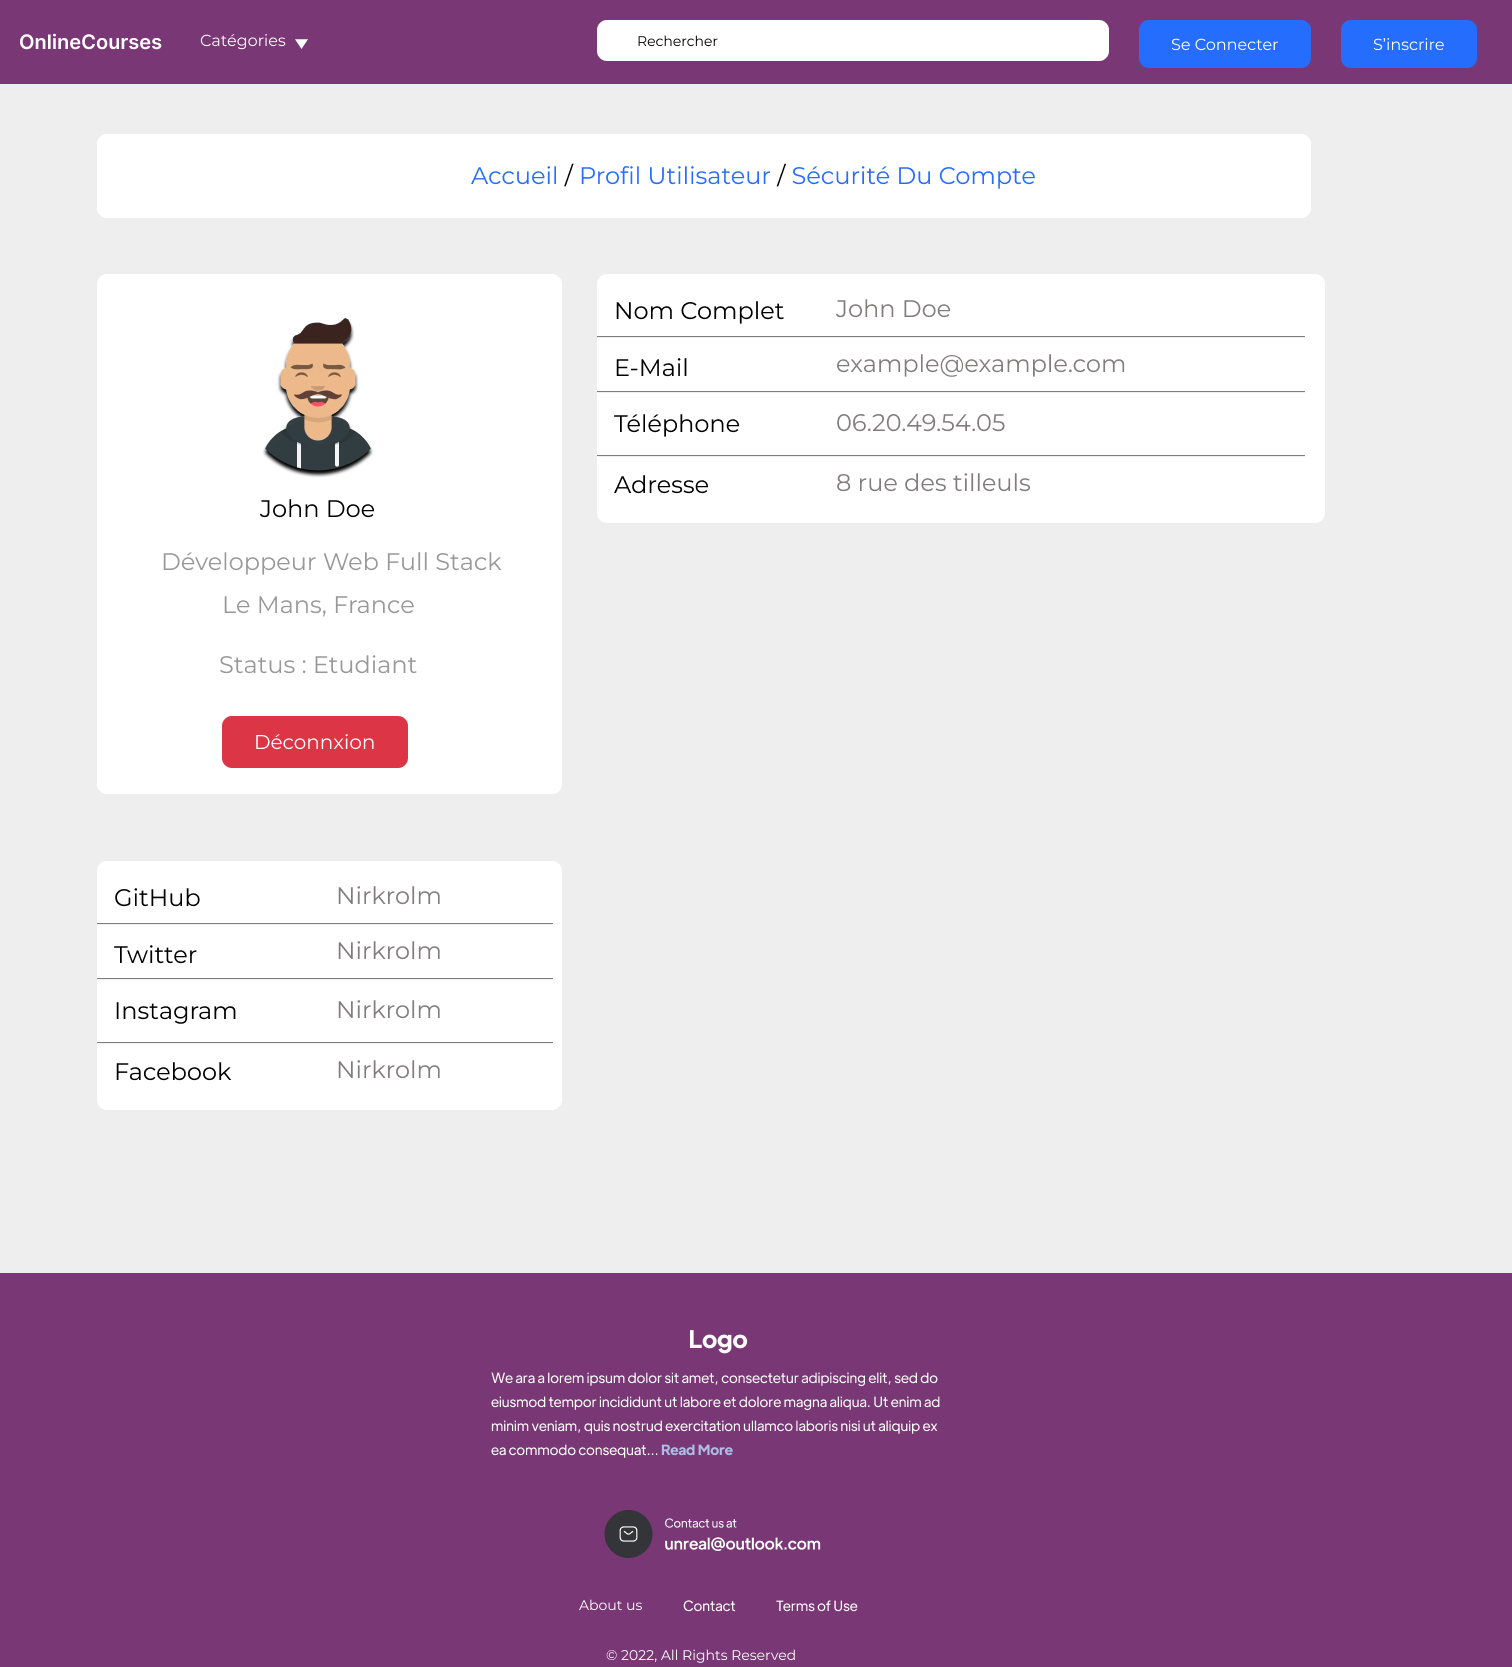 OnlineCourses
Catégories
Rechercher
Se Connecter
S'inscrire
Accueil / Profil Utilisateur / Sécurité Du Compte
John Doe
Développeur Web Full Stack
Le Mans, France
Status : Etudiant
Déconnxion
Nom Complet John Doe
E-Mail example@example.com
Téléphone 06.20.49.54.05
Adresse 8 rue des tilleuls
GitHub Nirkrolm
Twitter Nirkrolm
Instagram Nirkrolm
Facebook Nirkrolm
Logo
We ara a lorem ipsum dolor sit amet, consectetur adipiscing elit, sed do
eiusmod tempor incididunt ut labore et dolore magna aliqua. Ut enim ad
minim veniam, quis nostrud exercitation ullamco laboris nisi ut aliquip ex
ea commodo consequat... Read More
Contact us at
unreal@outlook.com
About us
Contact
Terms of Use
© 2022, All Rights Reserved